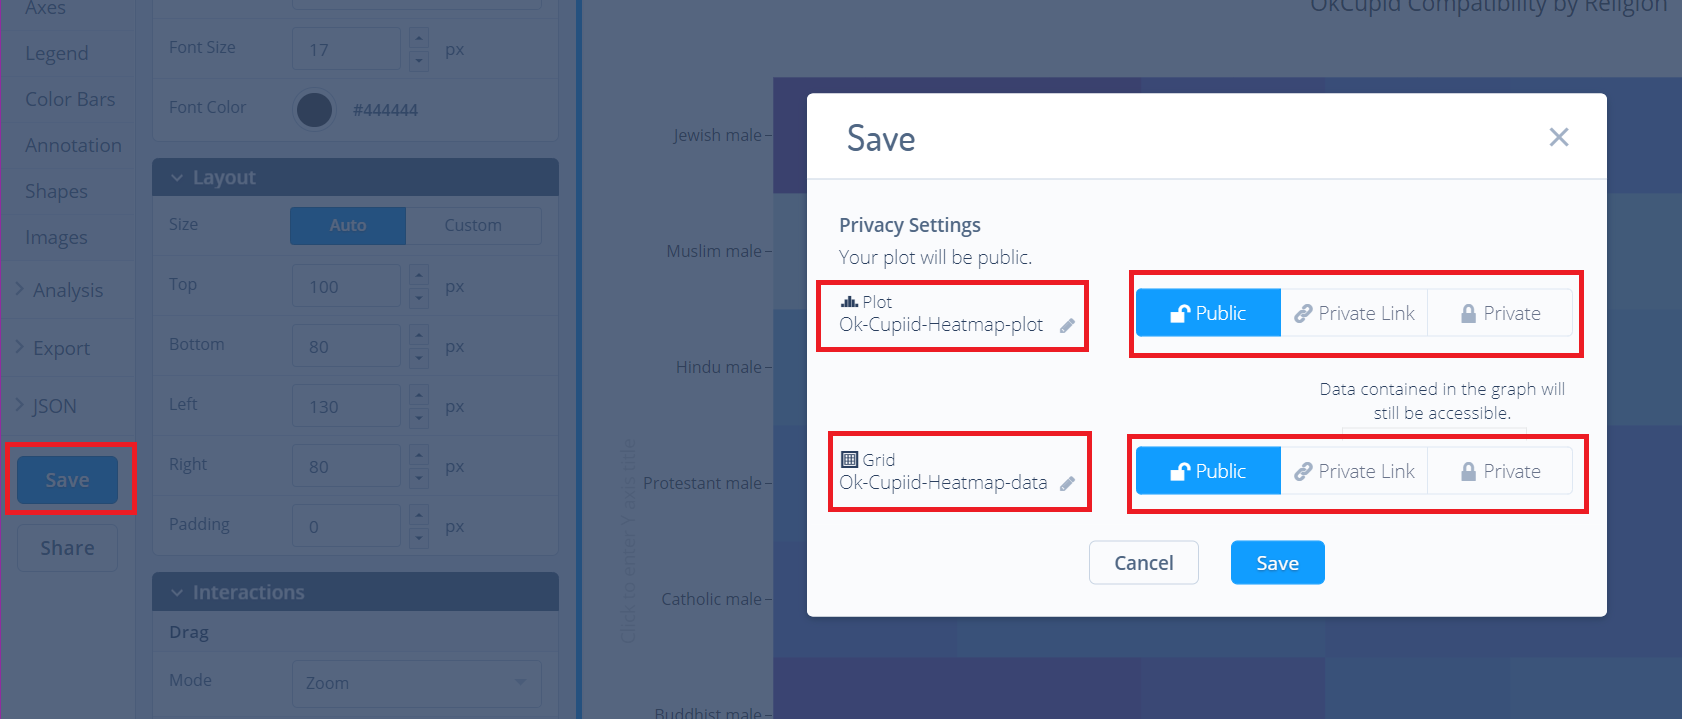 Axes
Legend
Color Bars
Annotation
Shapes
Images
Analysis
Export
JSON
Save
Share
Font Size
17
px
Font Color
#444444
Layout
Size
Auto
Custom
Top
100
px
Bottom
80
px
Left
130
px
Right
80
px
Padding
0
px
Interactions
Drag
Mode
Zoom
OkCupid Compatibility by Religion
Jewish male
Muslim male
Hindu male
Protestant male
Catholic male
Buddhist male
Click to enter Y axis title
Save
Privacy Settings
Your plot will be public.
Plot
Ok-Cupiid-Heatmap-plot
Public
Private Link
Private
Data contained in the graph will
still be accessible.
Grid
Ok-Cupiid-Heatmap-data
Public
Private Link
Private
Cancel
Save